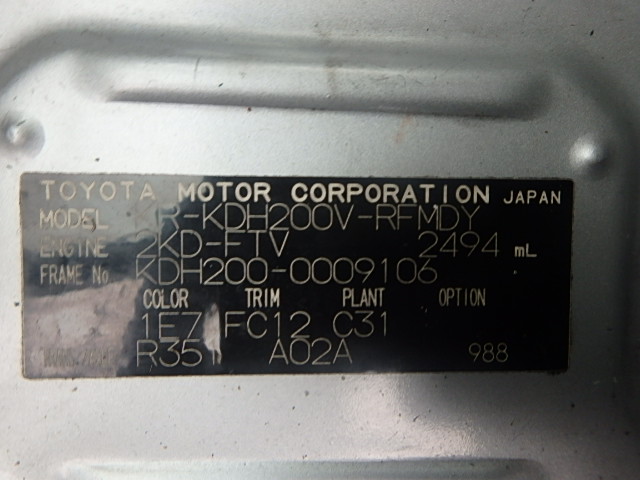 TOYOTA MOTOR CORPORATION JAPAN
MODEL KR-KDH200V-RFMDY
ENGINE 2KD-FTV 2494 mL
FRAME No. KDH200-0009106
COLOR TRIM PLANT OPTION
1E7 FC12 C31
R351 A02A 988